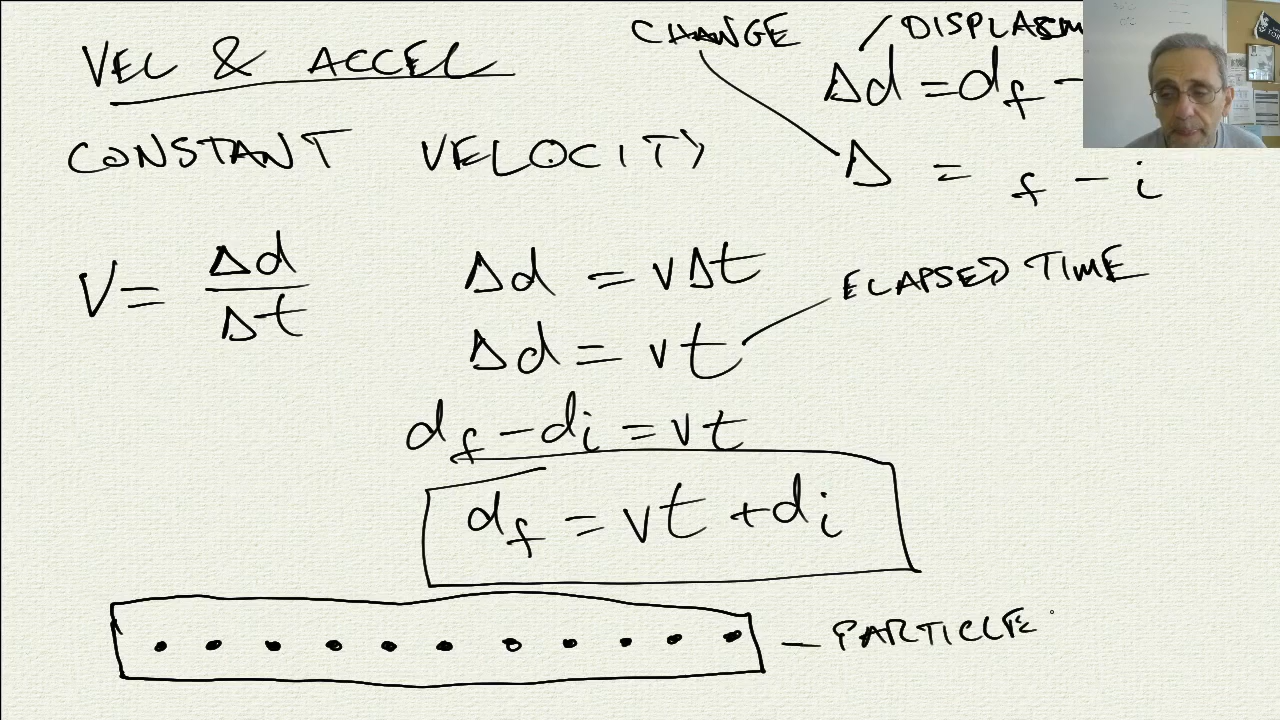 VEL & ACCEL
CHANGE /DISPLASM
Δd = df -
CONSTANT VELOCITY
Δ = f - i
V = Δd/Δt
Δd = vΔt
ELAPSED TIME
Δd = vt
df - di = vt
df = vt + di
— PARTICLE